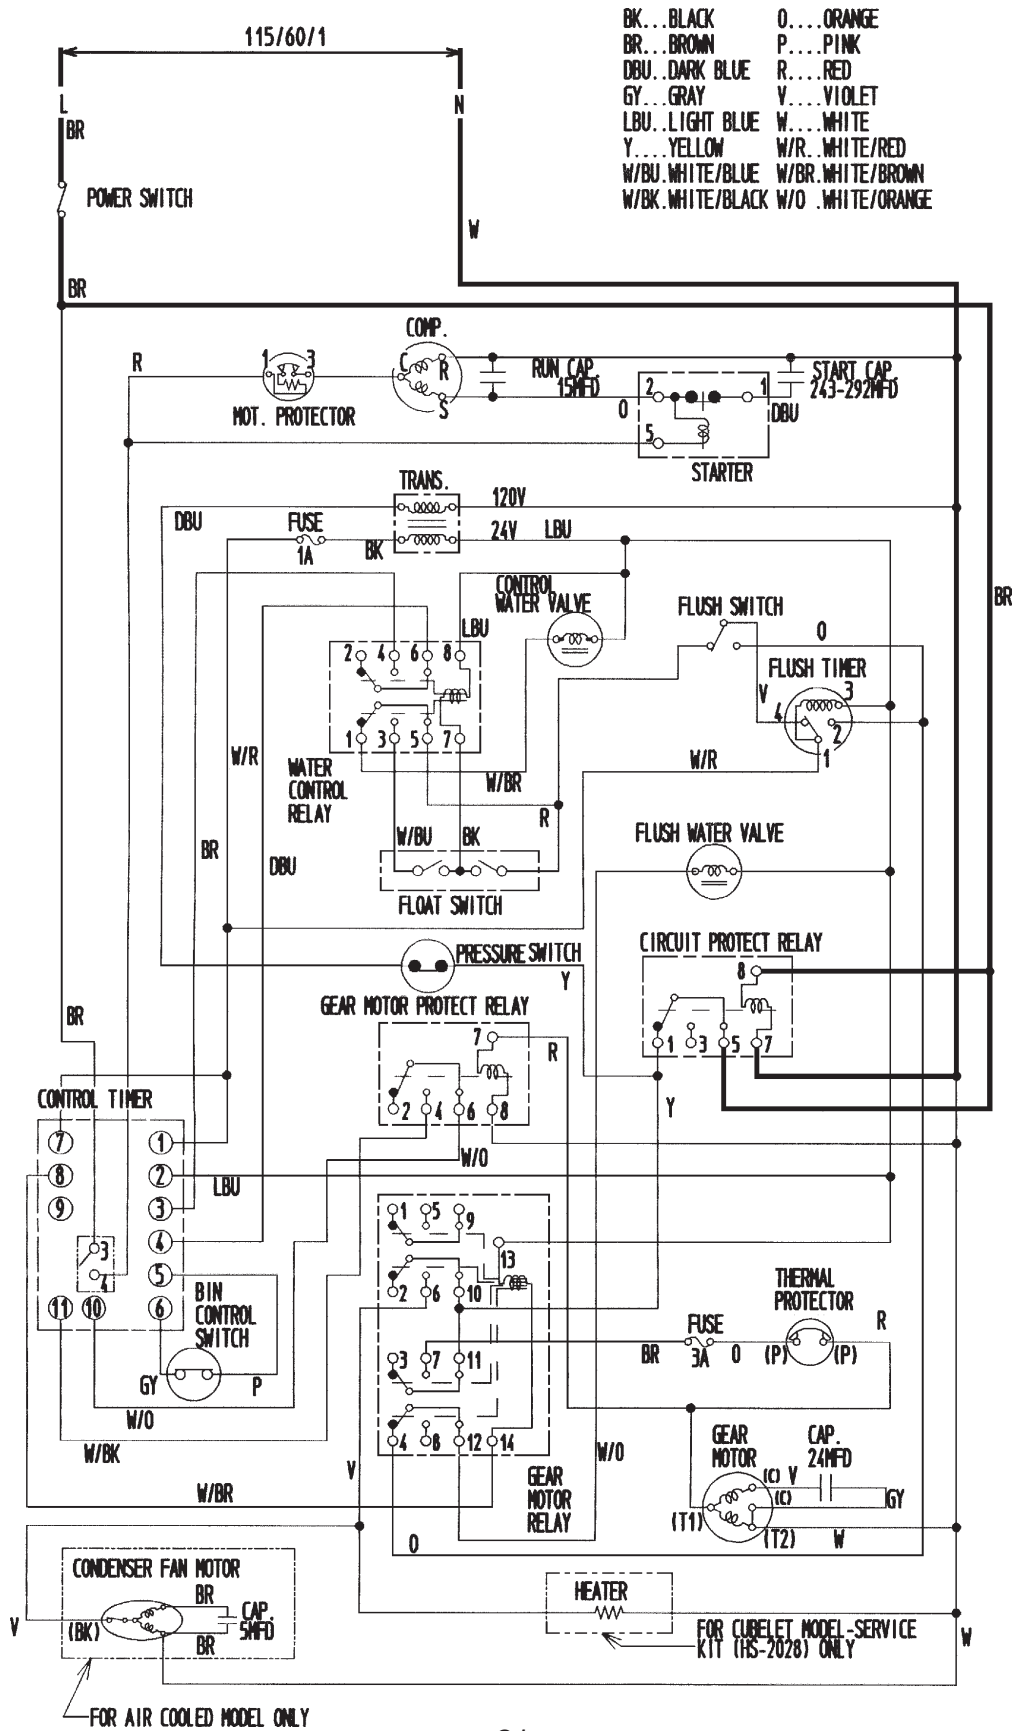 115/60/1
BK...BLACK O....ORANGE
BR...BROWN P....PINK
DBU..DARK BLUE R....RED
GY...GRAY V....VIOLET
LBU..LIGHT BLUE W....WHITE
Y....YELLOW W/R..WHITE/RED
W/BU.WHITE/BLUE W/BR.WHITE/BROWN
W/BK.WHITE/BLACK W/O .WHITE/ORANGE
L
N
BR
POWER SWITCH
W
BR
COMP.
R
1 3
C
R
S
MOT. PROTECTOR
RUN CAP.
15MFD
START CAP.
243-292MFD
O
2 1
5
DBU
STARTER
TRANS.
120V
24V
LBU
DBU
FUSE
1A
BK
BR
CONTROL
WATER VALVE
LBU
FLUSH SWITCH
O
FLUSH TIMER
V
3
4
2
1
2 4 6 8
1 3 5 7
W/R
WATER
CONTROL
RELAY
W/BR
W/R
R
W/BU
BK
FLUSH WATER VALVE
BR
DBU
FLOAT SWITCH
PRESSURE SWITCH
Y
CIRCUIT PROTECT RELAY
8
1 3 5 7
GEAR MOTOR PROTECT RELAY
7
R
2 4 6 8
BR
Y
CONTROL TIMER
7 1
8 2
9 3
4
5
11 10 6
3
4
LBU
W/O
1 5 9
13
2 6 10
3 7 11
4 8 12 14
BIN
CONTROL
SWITCH
GY
P
THERMAL
PROTECTOR
R
FUSE
3A
BR
O
(P) (P)
W/O
W/BK
V
W/BR
W/O
GEAR
MOTOR
RELAY
GEAR
MOTOR
CAP.
24MFD
(C) V
(C)
GY
(T1)
(T2)
W
O
CONDENSER FAN MOTOR
BR
CAP.
5MFD
BR
(BK)
V
HEATER
FOR CUBELET MODEL-SERVICE
KIT (HS-2028) ONLY
W
FOR AIR COOLED MODEL ONLY